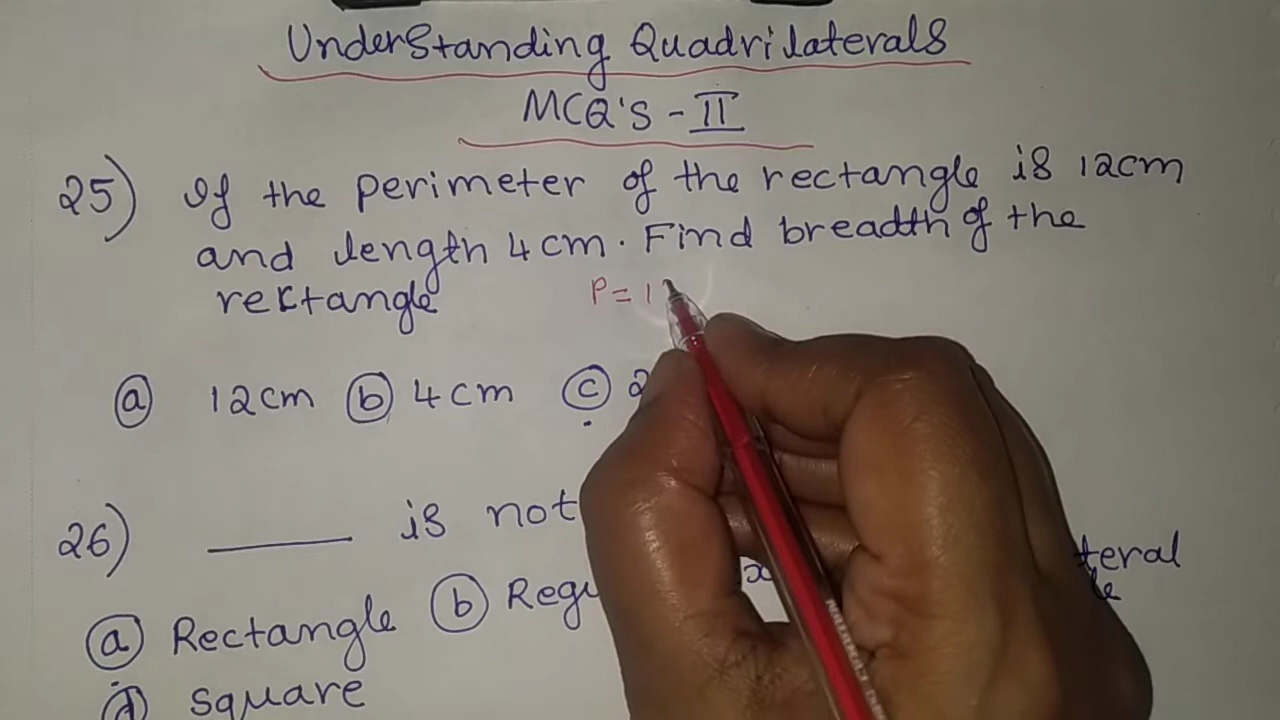 Understanding Quadrilaterals
MCQ's - II
25) If the perimeter of the rectangle is 12cm
and length 4cm. Find breadth of the
rectangle
P = 1
ⓐ 12cm ⓑ 4cm ⓒ 2
26) ______ is not
ⓐ Rectangle ⓑ
ⓓ square